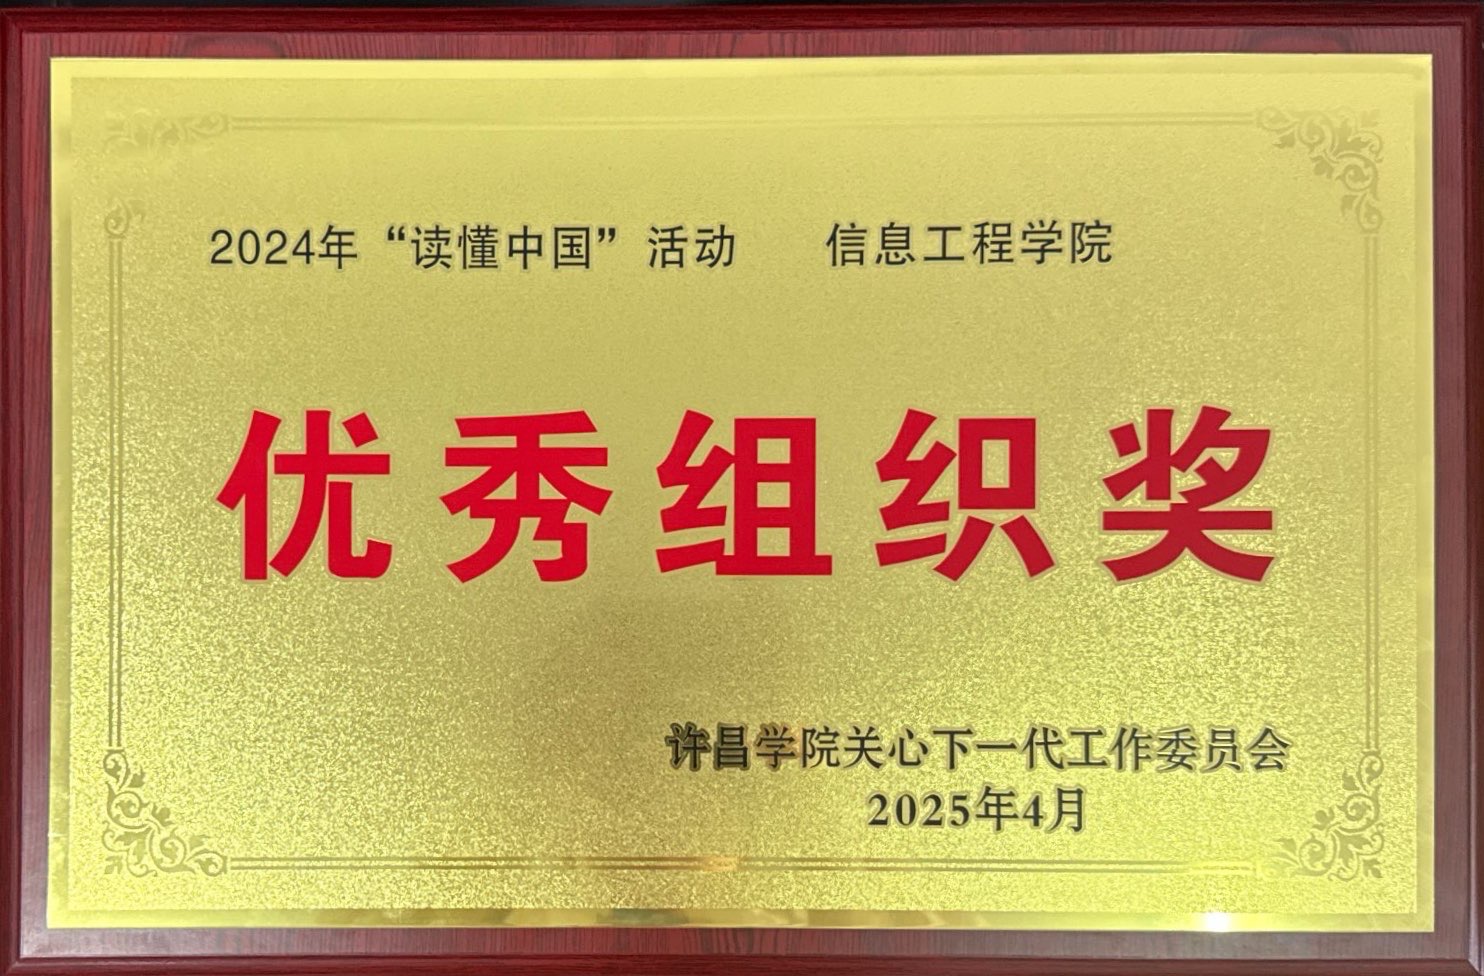 2024年“读懂中国”活动 信息工程学院
优秀组织奖
许昌学院关心下一代工作委员会
2025年4月